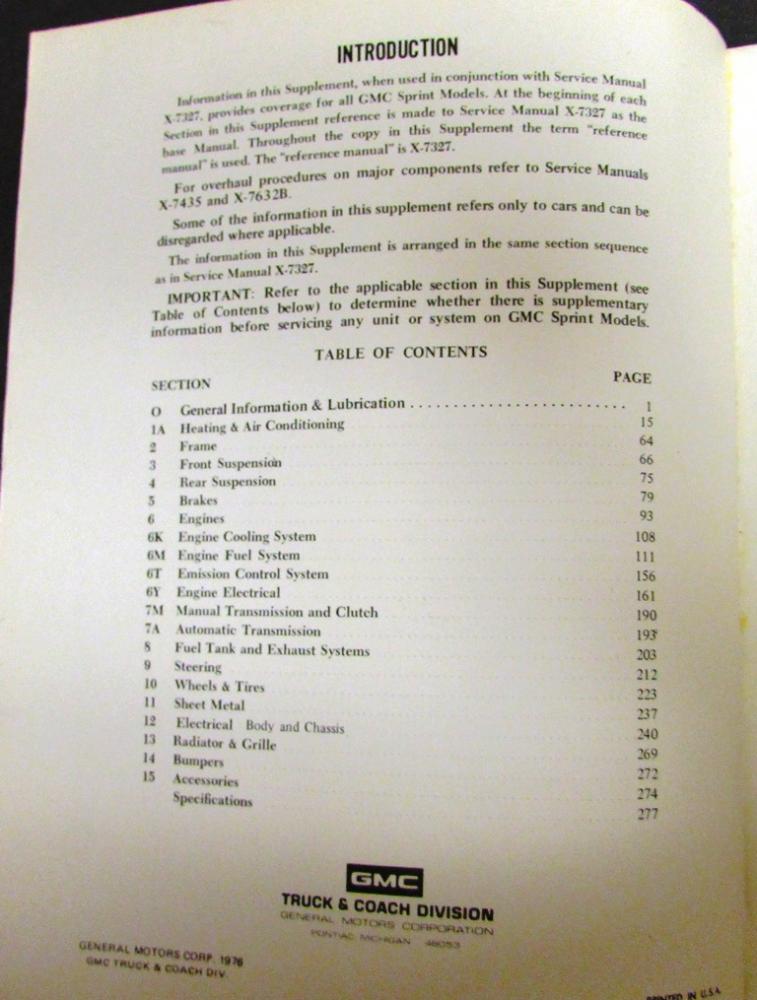 INTRODUCTION
Information in this Supplement, when used in conjunction with Service Manual
X-7327, provides coverage for all GMC Sprint Models. At the beginning of each
Section in this Supplement reference is made to Service Manual X-7327 as the
base Manual. Throughout the copy in this Supplement the term "reference
manual" is used. The "reference manual" is X-7327.
For overhaul procedures on major components refer to Service Manuals
X-7435 and X-7632B.
Some of the information in this supplement refers only to cars and can be
disregarded where applicable.
The information in this Supplement is arranged in the same section sequence
as in Service Manual X-7327.
IMPORTANT: Refer to the applicable section in this Supplement (see
Table of Contents below) to determine whether there is supplementary
information before servicing any unit or system on GMC Sprint Models.
TABLE OF CONTENTS
SECTION PAGE
O General Information & Lubrication ........................ 1
1A Heating & Air Conditioning 15
2 Frame 64
3 Front Suspension 66
4 Rear Suspension 75
5 Brakes 79
6 Engines 93
6K Engine Cooling System 108
6M Engine Fuel System 111
6T Emission Control System 156
6Y Engine Electrical 161
7M Manual Transmission and Clutch 190
7A Automatic Transmission 193
8 Fuel Tank and Exhaust Systems 203
9 Steering 212
10 Wheels & Tires 223
11 Sheet Metal 237
12 Electrical Body and Chassis 240
13 Radiator & Grille 269
14 Bumpers 272
15 Accessories 274
Specifications 277
GMC
TRUCK & COACH DIVISION
GENERAL MOTORS CORPORATION
PONTIAC MICHIGAN 48053
GENERAL MOTORS CORP. 1976
GMC TRUCK & COACH DIV.
PRINTED IN U.S.A.